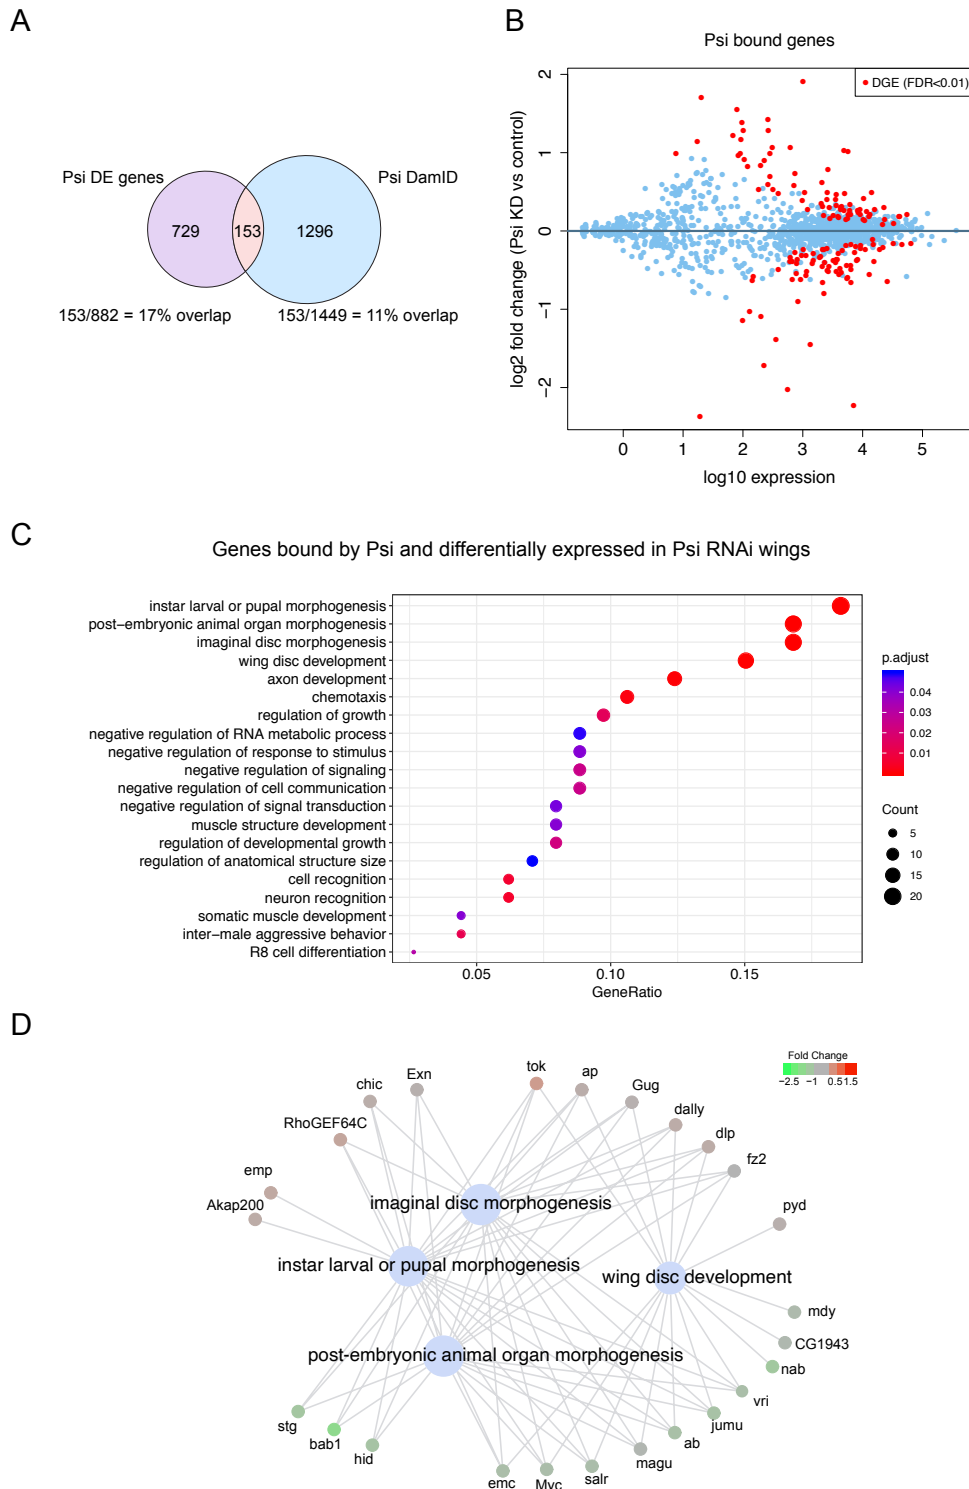 A
Psi DE genes
Psi DamID
729
153
1296
153/882 = 17% overlap
153/1449 = 11% overlap
B
Psi bound genes
DGE (FDR<0.01)
log2 fold change (Psi KD vs control)
2
1
0
−1
−2
0 1 2 3 4 5
log10 expression
C
Genes bound by Psi and differentially expressed in Psi RNAi wings
instar larval or pupal morphogenesis
post−embryonic animal organ morphogenesis
imaginal disc morphogenesis
wing disc development
axon development
chemotaxis
regulation of growth
negative regulation of RNA metabolic process
negative regulation of response to stimulus
negative regulation of signaling
negative regulation of cell communication
negative regulation of signal transduction
muscle structure development
regulation of developmental growth
regulation of anatomical structure size
cell recognition
neuron recognition
somatic muscle development
inter−male aggressive behavior
R8 cell differentiation
0.05 0.10 0.15
GeneRatio
p.adjust
0.04
0.03
0.02
0.01
Count
5
10
15
20
D
Fold Change
−2.5 −1 0.5 1.5
Exn
tok
ap
chic
Gug
dally
RhoGEF64C
dlp
fz2
emp
Akap200
pyd
imaginal disc morphogenesis
instar larval or pupal morphogenesis
wing disc development
post−embryonic animal organ morphogenesis
mdy
CG1943
nab
vri
jumu
ab
magu
salr
Myc
emc
hid
bab1
stg